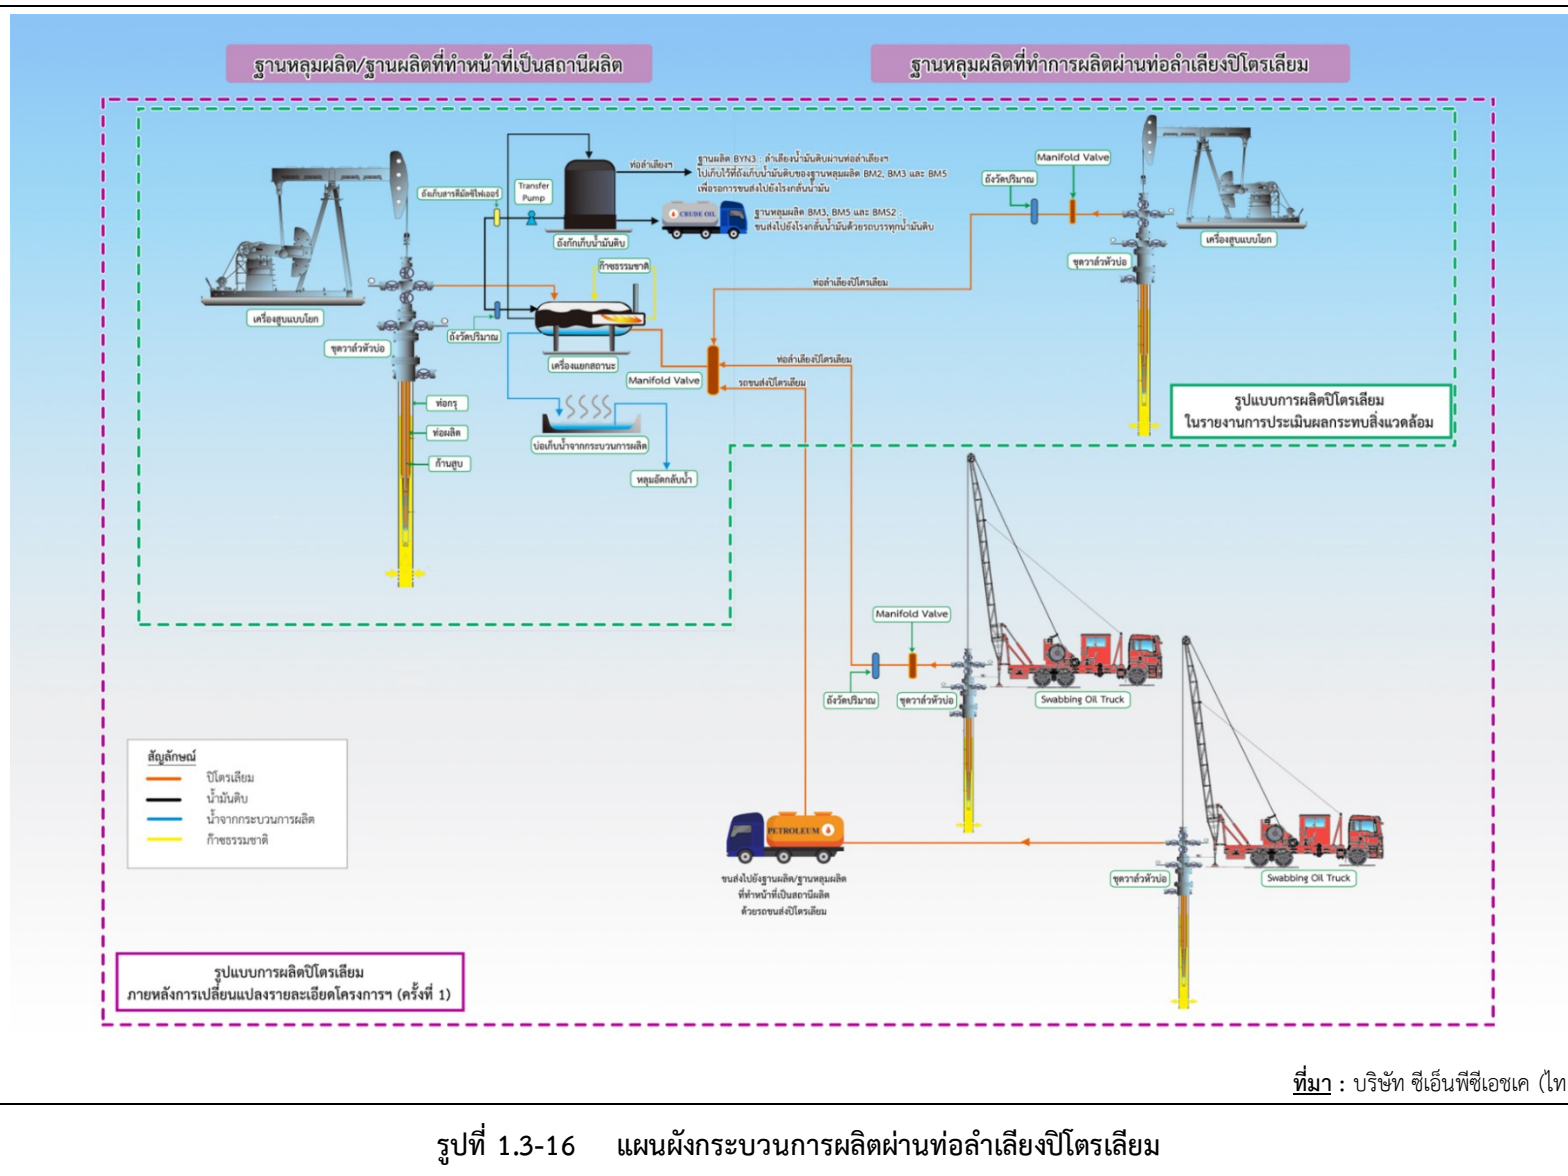 ฐานหลุมผลิต/ฐานผลิตที่ทำหน้าที่เป็นสถานีผลิต
ฐานหลุมผลิตที่ทำการผลิตผ่านท่อลำเลียงปิโตรเลียม
ถังเก็บสารดีมัลซิไฟเออร์
Transfer
Pump
ท่อลำเลียงฯ
ฐานผลิต BYN3 : ลำเลียงน้ำมันดิบผ่านท่อลำเลียงฯ
ไปเก็บไว้ที่ถังเก็บน้ำมันดิบของฐานหลุมผลิต BM2, BM3 และ BM5
เพื่อรอการขนส่งไปยังโรงกลั่นน้ำมัน
CRUDE OIL
ฐานหลุมผลิต BM3, BM5 และ BMS2 :
ขนส่งไปยังโรงกลั่นน้ำมันด้วยรถบรรทุกน้ำมันดิบ
ถังกักเก็บน้ำมันดิบ
ก๊าซธรรมชาติ
เครื่องสูบแบบโยก
ชุดวาล์วหัวบ่อ
ถังวัดปริมาณ
เครื่องแยกสถานะ
Manifold Valve
ท่อกรุ
ท่อผลิต
ก้านสูบ
บ่อเก็บน้ำจากกระบวนการผลิต
หลุมอัดกลับน้ำ
ถังวัดปริมาณ
Manifold Valve
เครื่องสูบแบบโยก
ชุดวาล์วหัวบ่อ
ท่อลำเลียงปิโตรเลียม
ท่อลำเลียงปิโตรเลียม
รถขนส่งปิโตรเลียม
รูปแบบการผลิตปิโตรเลียม
ในรายงานการประเมินผลกระทบสิ่งแวดล้อม
Manifold Valve
ถังวัดปริมาณ
ชุดวาล์วหัวบ่อ
Swabbing Oil Truck
สัญลักษณ์
ปิโตรเลียม
น้ำมันดิบ
น้ำจากกระบวนการผลิต
ก๊าซธรรมชาติ
PETROLEUM
ขนส่งไปยังฐานผลิต/ฐานหลุมผลิต
ที่ทำหน้าที่เป็นสถานีผลิต
ด้วยรถขนส่งปิโตรเลียม
ชุดวาล์วหัวบ่อ
Swabbing Oil Truck
รูปแบบการผลิตปิโตรเลียม
ภายหลังการเปลี่ยนแปลงรายละเอียดโครงการฯ (ครั้งที่ 1)
ที่มา : บริษัท ซีเอ็นพีซีเอชเค (ไท
รูปที่ 1.3-16 แผนผังกระบวนการผลิตผ่านท่อลำเลียงปิโตรเลียม